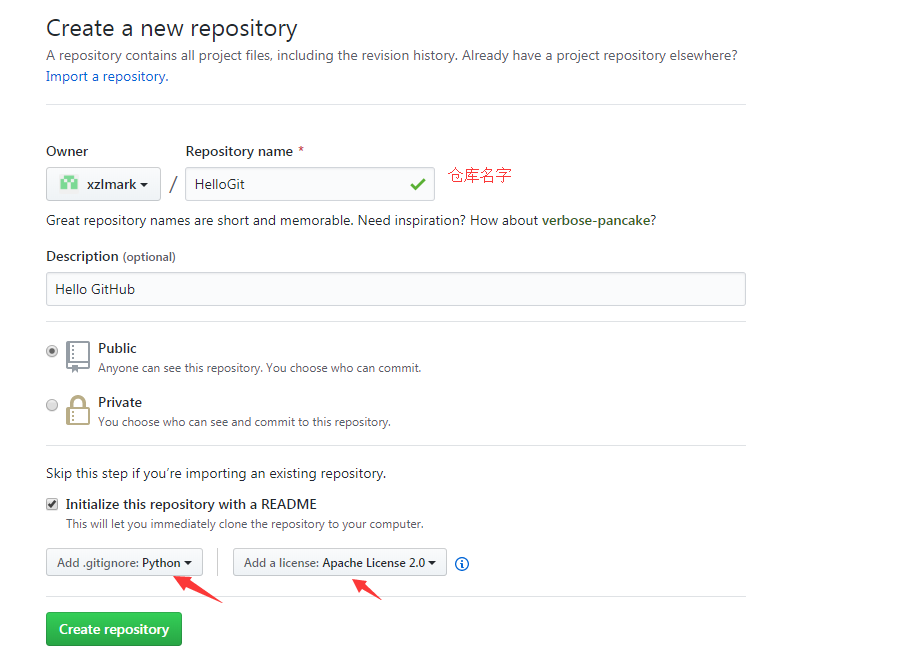 Create a new repository
A repository contains all project files, including the revision history. Already have a project repository elsewhere?
Import a repository.
Owner
Repository name *
xzlmark / HelloGit
仓库名字
Great repository names are short and memorable. Need inspiration? How about verbose-pancake?
Description (optional)
Hello GitHub
Public
Anyone can see this repository. You choose who can commit.
Private
You choose who can see and commit to this repository.
Skip this step if you’re importing an existing repository.
Initialize this repository with a README
This will let you immediately clone the repository to your computer.
Add .gitignore: Python
Add a license: Apache License 2.0
Create repository